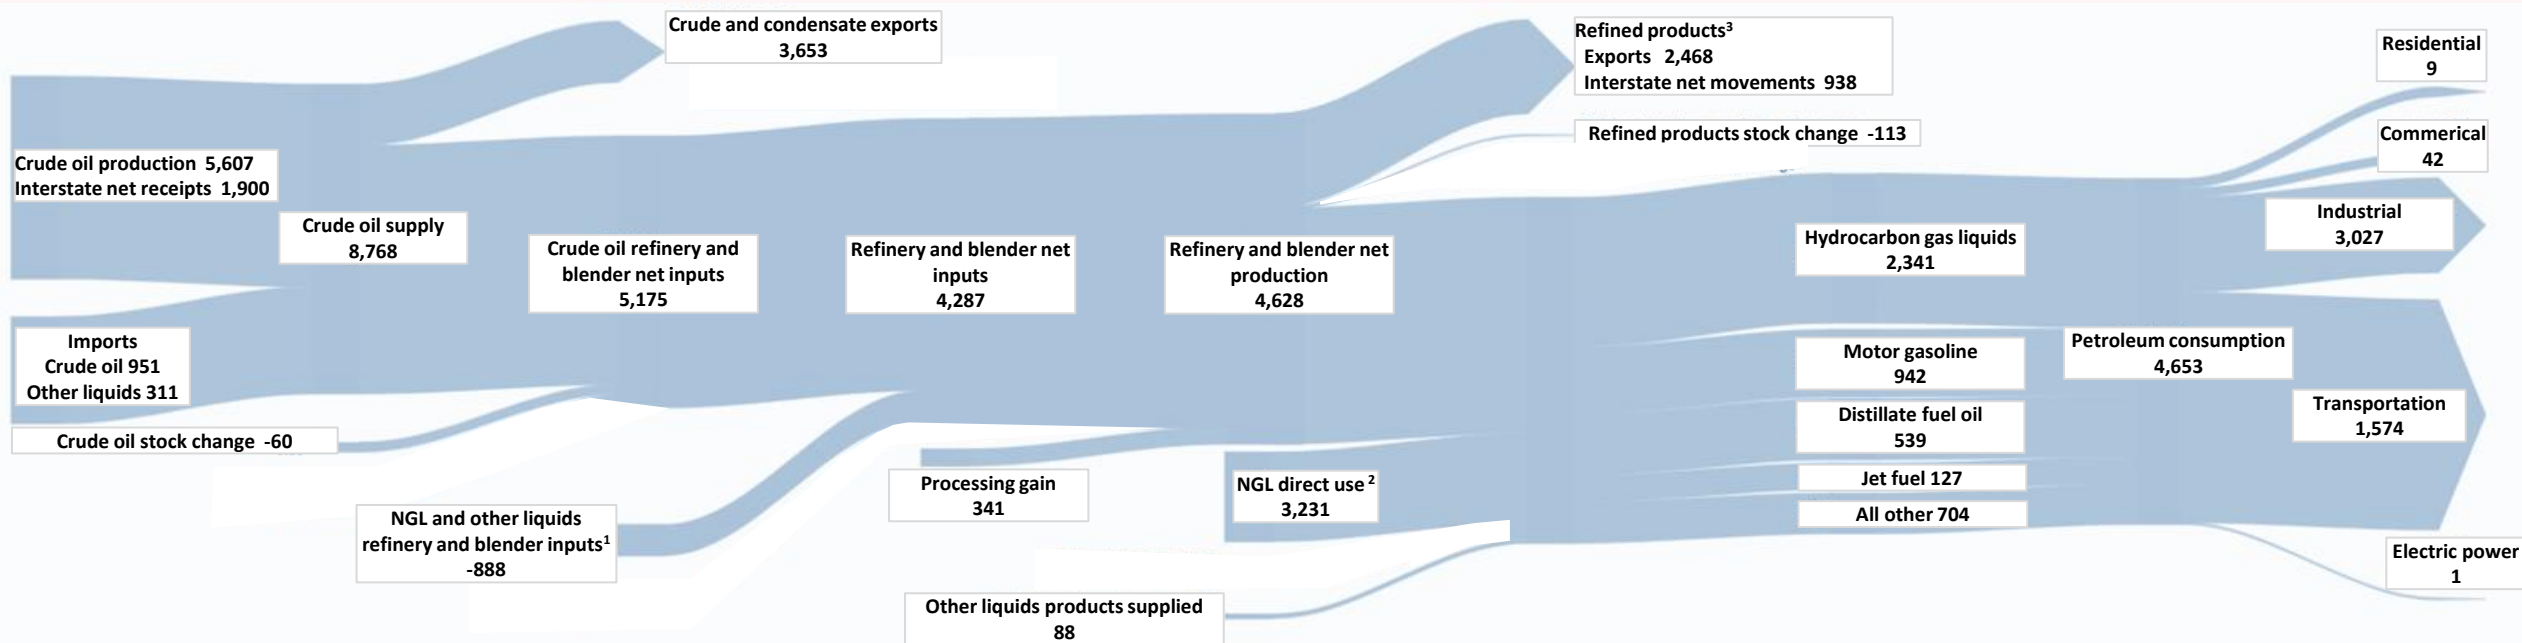 Crude and condensate exports
3,653
Refined products³
Exports 2,468
Interstate net movements 938
Residential
9
Refined products stock change -113
Commerical
42
Crude oil production 5,607
Interstate net receipts 1,900
Crude oil supply
8,768
Crude oil refinery and
blender net inputs
5,175
Refinery and blender net
inputs
4,287
Refinery and blender net
production
4,628
Hydrocarbon gas liquids
2,341
Industrial
3,027
Imports
Crude oil 951
Other liquids 311
Motor gasoline
942
Petroleum consumption
4,653
Crude oil stock change -60
Distillate fuel oil
539
Transportation
1,574
Processing gain
341
NGL direct use ²
3,231
Jet fuel 127
All other 704
NGL and other liquids
refinery and blender inputs¹
-888
Electric power
1
Other liquids products supplied
88